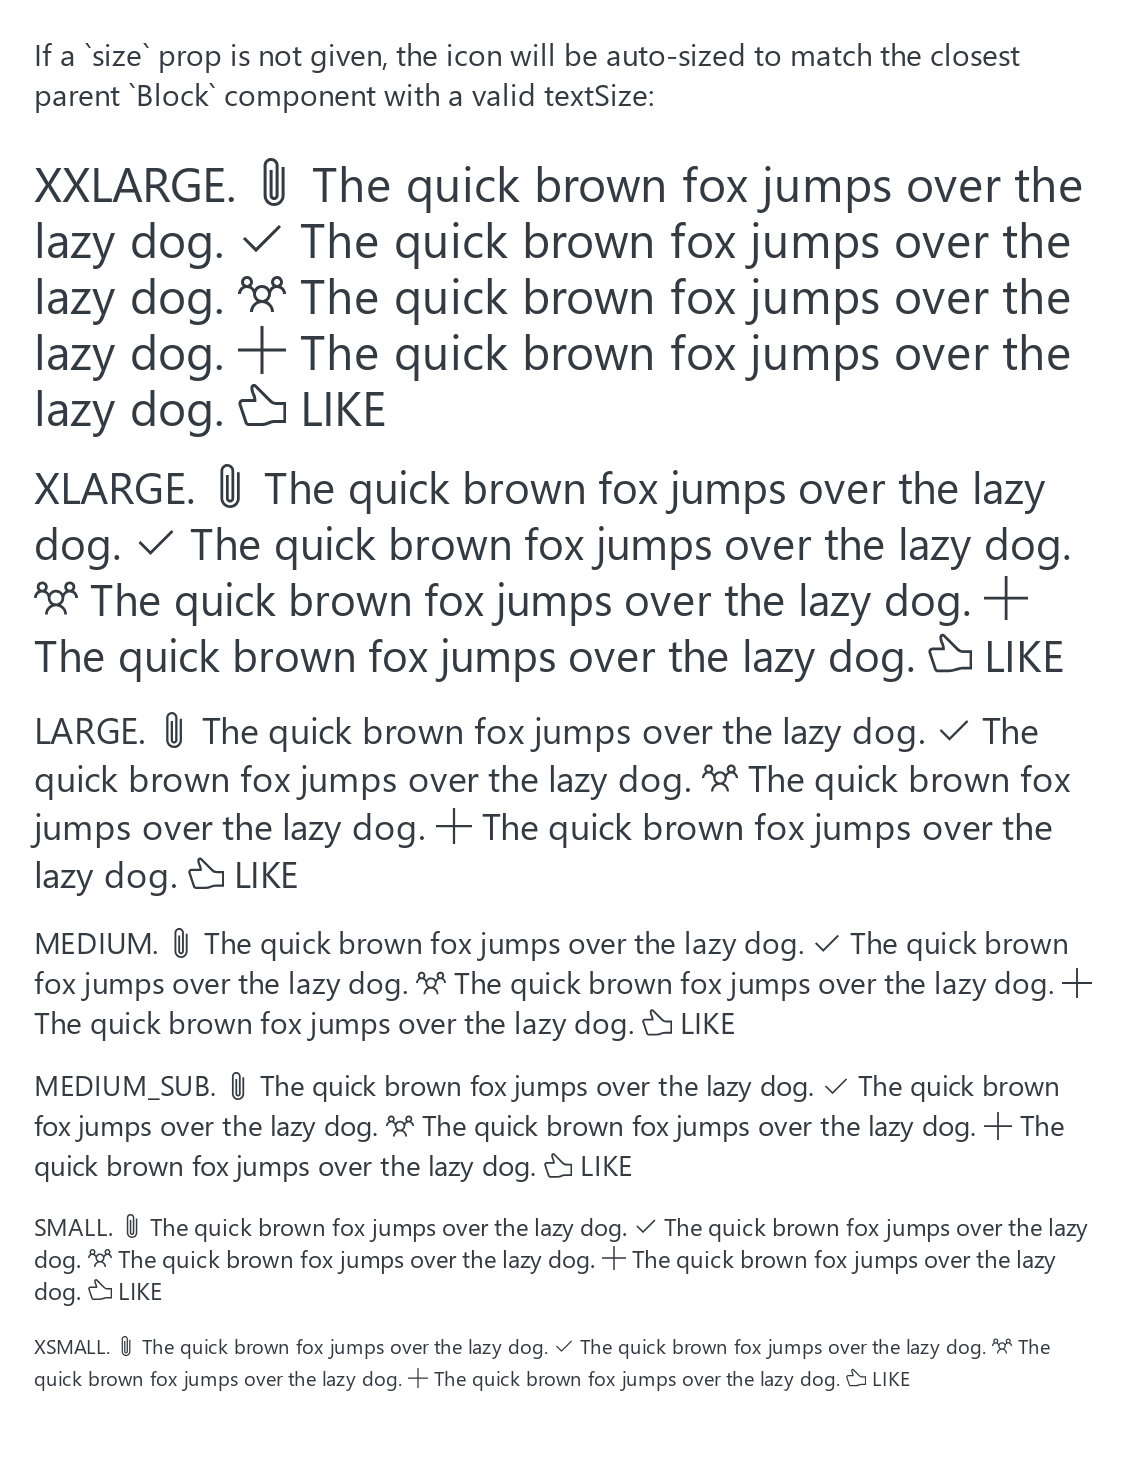 If a `size` prop is not given, the icon will be auto-sized to match the closest
parent `Block` component with a valid textSize:
XXLARGE. The quick brown fox jumps over the
lazy dog. The quick brown fox jumps over the
lazy dog. The quick brown fox jumps over the
lazy dog. The quick brown fox jumps over the
lazy dog. LIKE
XLARGE. The quick brown fox jumps over the lazy
dog. The quick brown fox jumps over the lazy dog.
The quick brown fox jumps over the lazy dog.
The quick brown fox jumps over the lazy dog. LIKE
LARGE. The quick brown fox jumps over the lazy dog. The
quick brown fox jumps over the lazy dog. The quick brown fox
jumps over the lazy dog. The quick brown fox jumps over the
lazy dog. LIKE
MEDIUM. The quick brown fox jumps over the lazy dog. The quick brown
fox jumps over the lazy dog. The quick brown fox jumps over the lazy dog.
The quick brown fox jumps over the lazy dog. LIKE
MEDIUM_SUB. The quick brown fox jumps over the lazy dog. The quick brown
fox jumps over the lazy dog. The quick brown fox jumps over the lazy dog. The
quick brown fox jumps over the lazy dog. LIKE
SMALL. The quick brown fox jumps over the lazy dog. The quick brown fox jumps over the lazy
dog. The quick brown fox jumps over the lazy dog. The quick brown fox jumps over the lazy
dog. LIKE
XSMALL. The quick brown fox jumps over the lazy dog. The quick brown fox jumps over the lazy dog. The
quick brown fox jumps over the lazy dog. The quick brown fox jumps over the lazy dog. LIKE